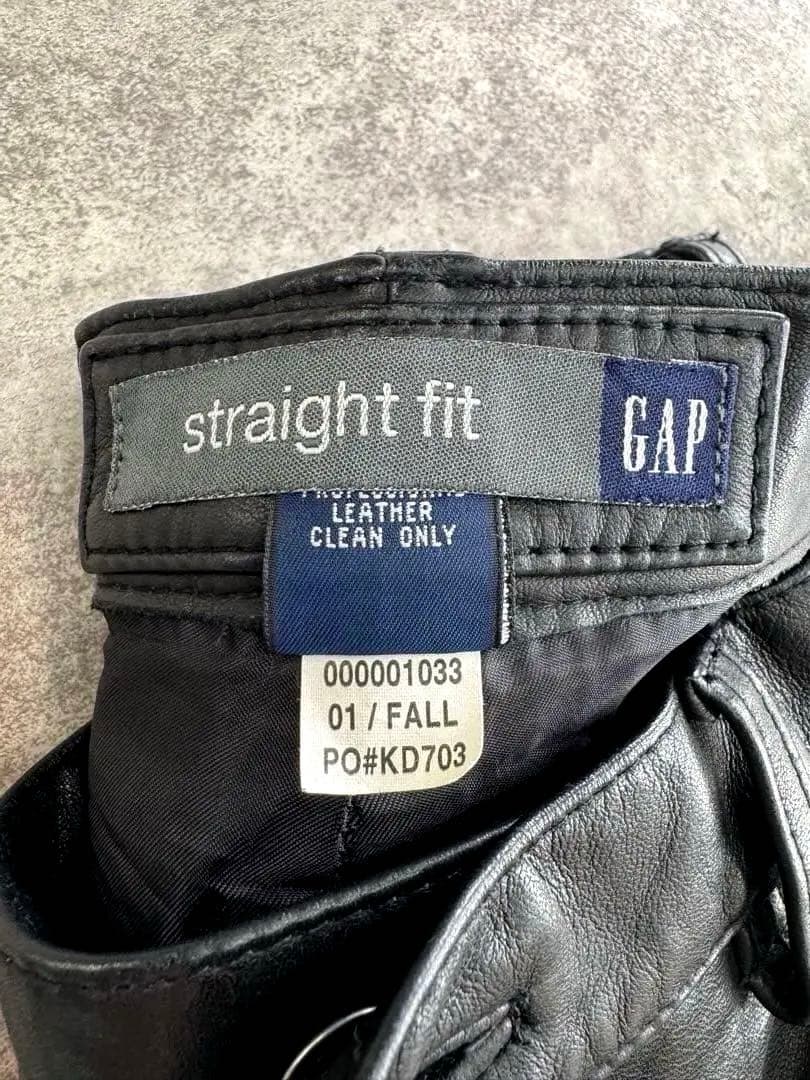 straight fit
GAP
LEATHER
CLEAN ONLY
000001033
01 / FALL
PO#KD703